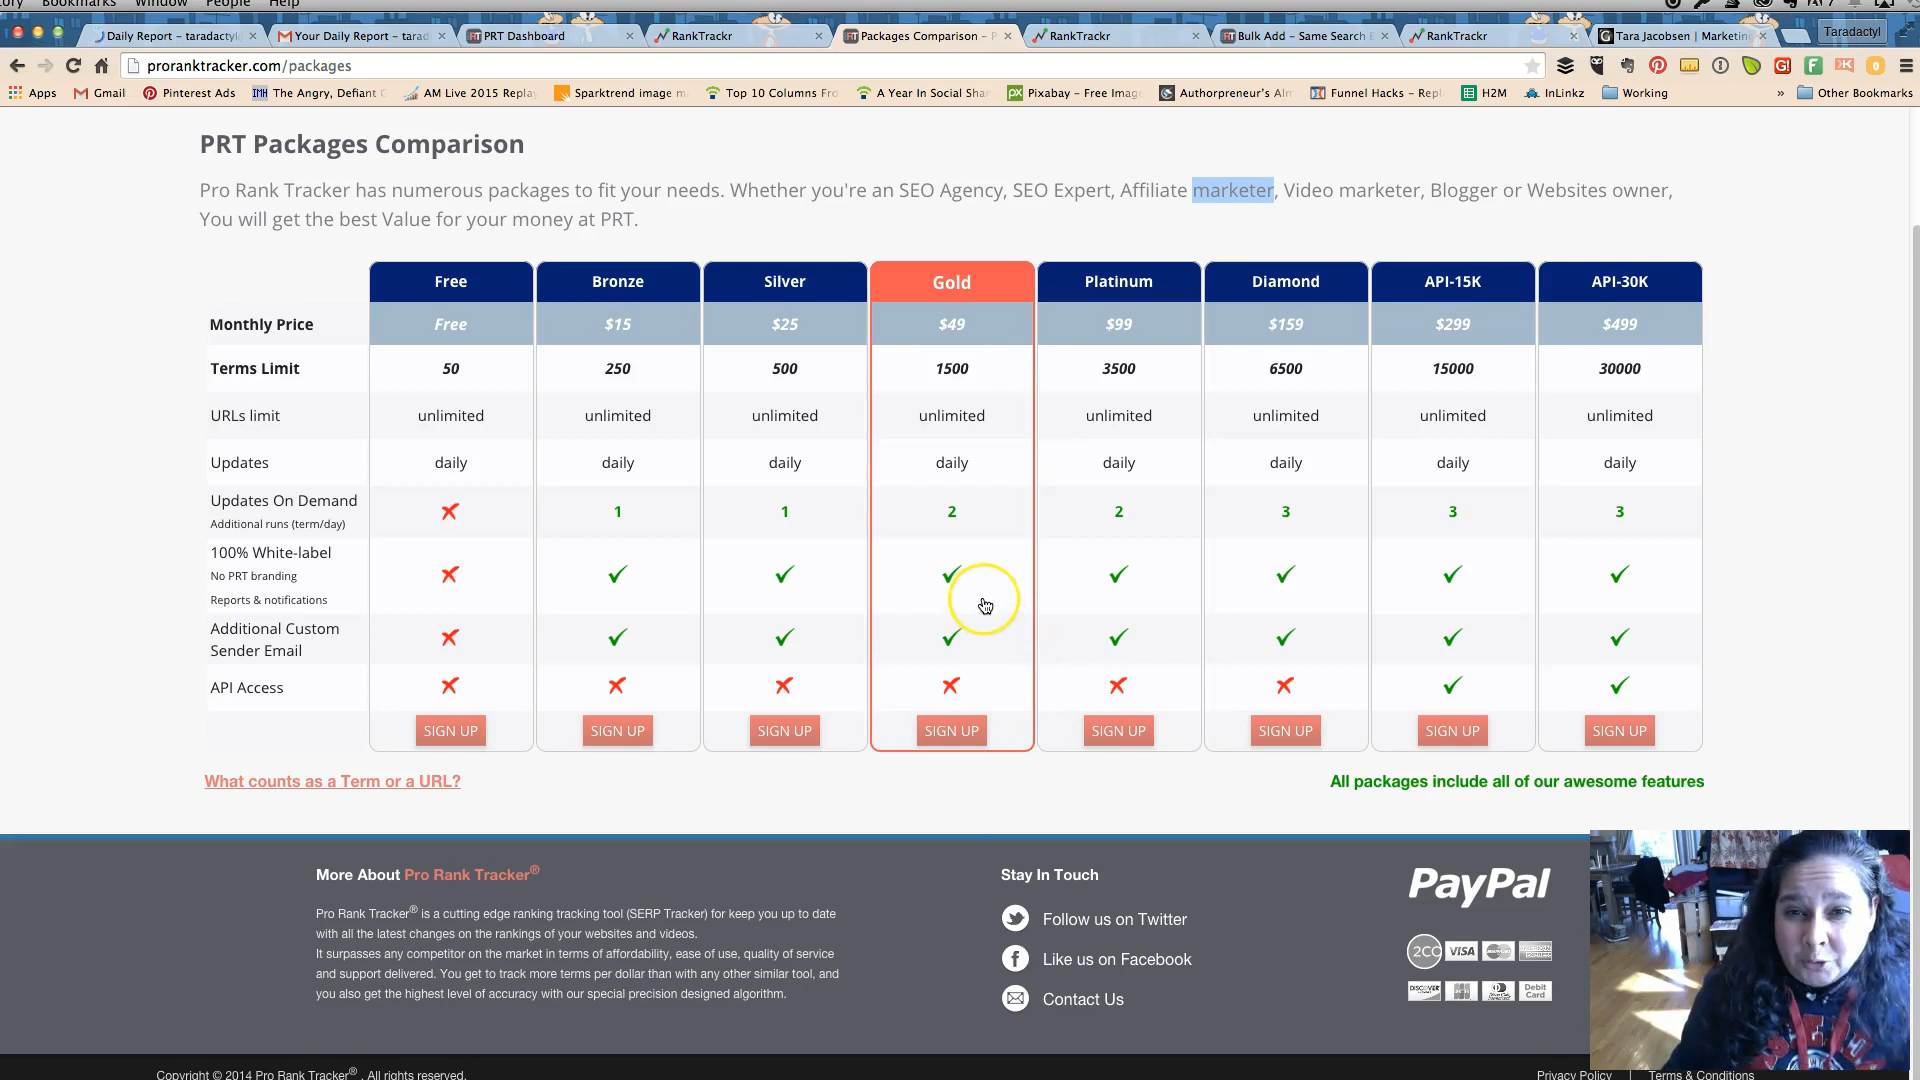 Bookmarks Window People Help
Daily Report - taradactyl
Your Daily Report - tarad
PRT Dashboard
RankTrackr
Packages Comparison - P
RankTrackr
Bulk Add - Same Search E
RankTrackr
Tara Jacobsen | Marketing
Taradactyl
proranktracker.com/packages
Apps
Gmail
Pinterest Ads
The Angry, Defiant C
AM Live 2015 Replay
Sparktrend image m
Top 10 Columns Fro
A Year In Social Sha
Pixabay - Free Imag
Authorpreneur's Alm
Funnel Hacks - Repl
H2M
InLinkz
Working
» Other Bookmarks
PRT Packages Comparison
Pro Rank Tracker has numerous packages to fit your needs. Whether you're an SEO Agency, SEO Expert, Affiliate marketer, Video marketer, Blogger or Websites owner,
You will get the best Value for your money at PRT.
Free Bronze Silver Gold Platinum Diamond API-15K API-30K
Monthly Price Free $15 $25 $49 $99 $159 $299 $499
Terms Limit 50 250 500 1500 3500 6500 15000 30000
URLs limit unlimited unlimited unlimited unlimited unlimited unlimited unlimited unlimited
Updates daily daily daily daily daily daily daily daily
Updates On Demand
Additional runs (term/day)
1 1 2 2 3 3 3
100% White-label
No PRT branding
Reports & notifications
Additional Custom
Sender Email
API Access
SIGN UP SIGN UP SIGN UP SIGN UP SIGN UP SIGN UP SIGN UP SIGN UP
What counts as a Term or a URL?
All packages include all of our awesome features
More About Pro Rank Tracker®
Pro Rank Tracker® is a cutting edge ranking tracking tool (SERP Tracker) for keep you up to date
with all the latest changes on the rankings of your websites and videos.
It surpasses any competitor on the market in terms of affordability, ease of use, quality of service
and support delivered. You get to track more terms per dollar than with any other similar tool, and
you also get the highest level of accuracy with our special precision designed algorithm.
Stay In Touch
Follow us on Twitter
Like us on Facebook
Contact Us
PayPal
2CO VISA
DISCOVER
Debit Card
Copyright © 2014 Pro Rank Tracker®. All rights reserved.
Privacy Policy | Terms & Conditions